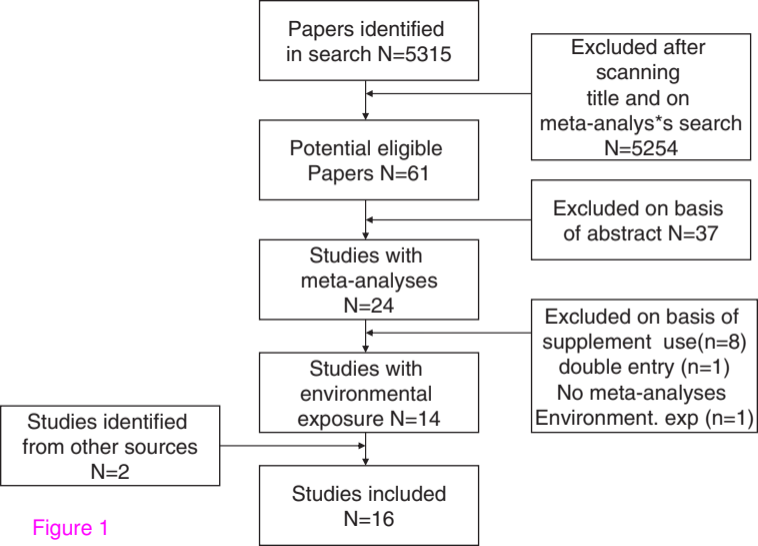 Papers identified
in search N=5315
Excluded after
scanning
title and on
meta-analys*s search
N=5254
Potential eligible
Papers N=61
Excluded on basis
of abstract N=37
Studies with
meta-analyses
N=24
Excluded on basis of
supplement use(n=8)
double entry (n=1)
No meta-analyses
Environment. exp (n=1)
Studies with
environmental
exposure N=14
Studies identified
from other sources
N=2
Studies included
N=16
Figure 1